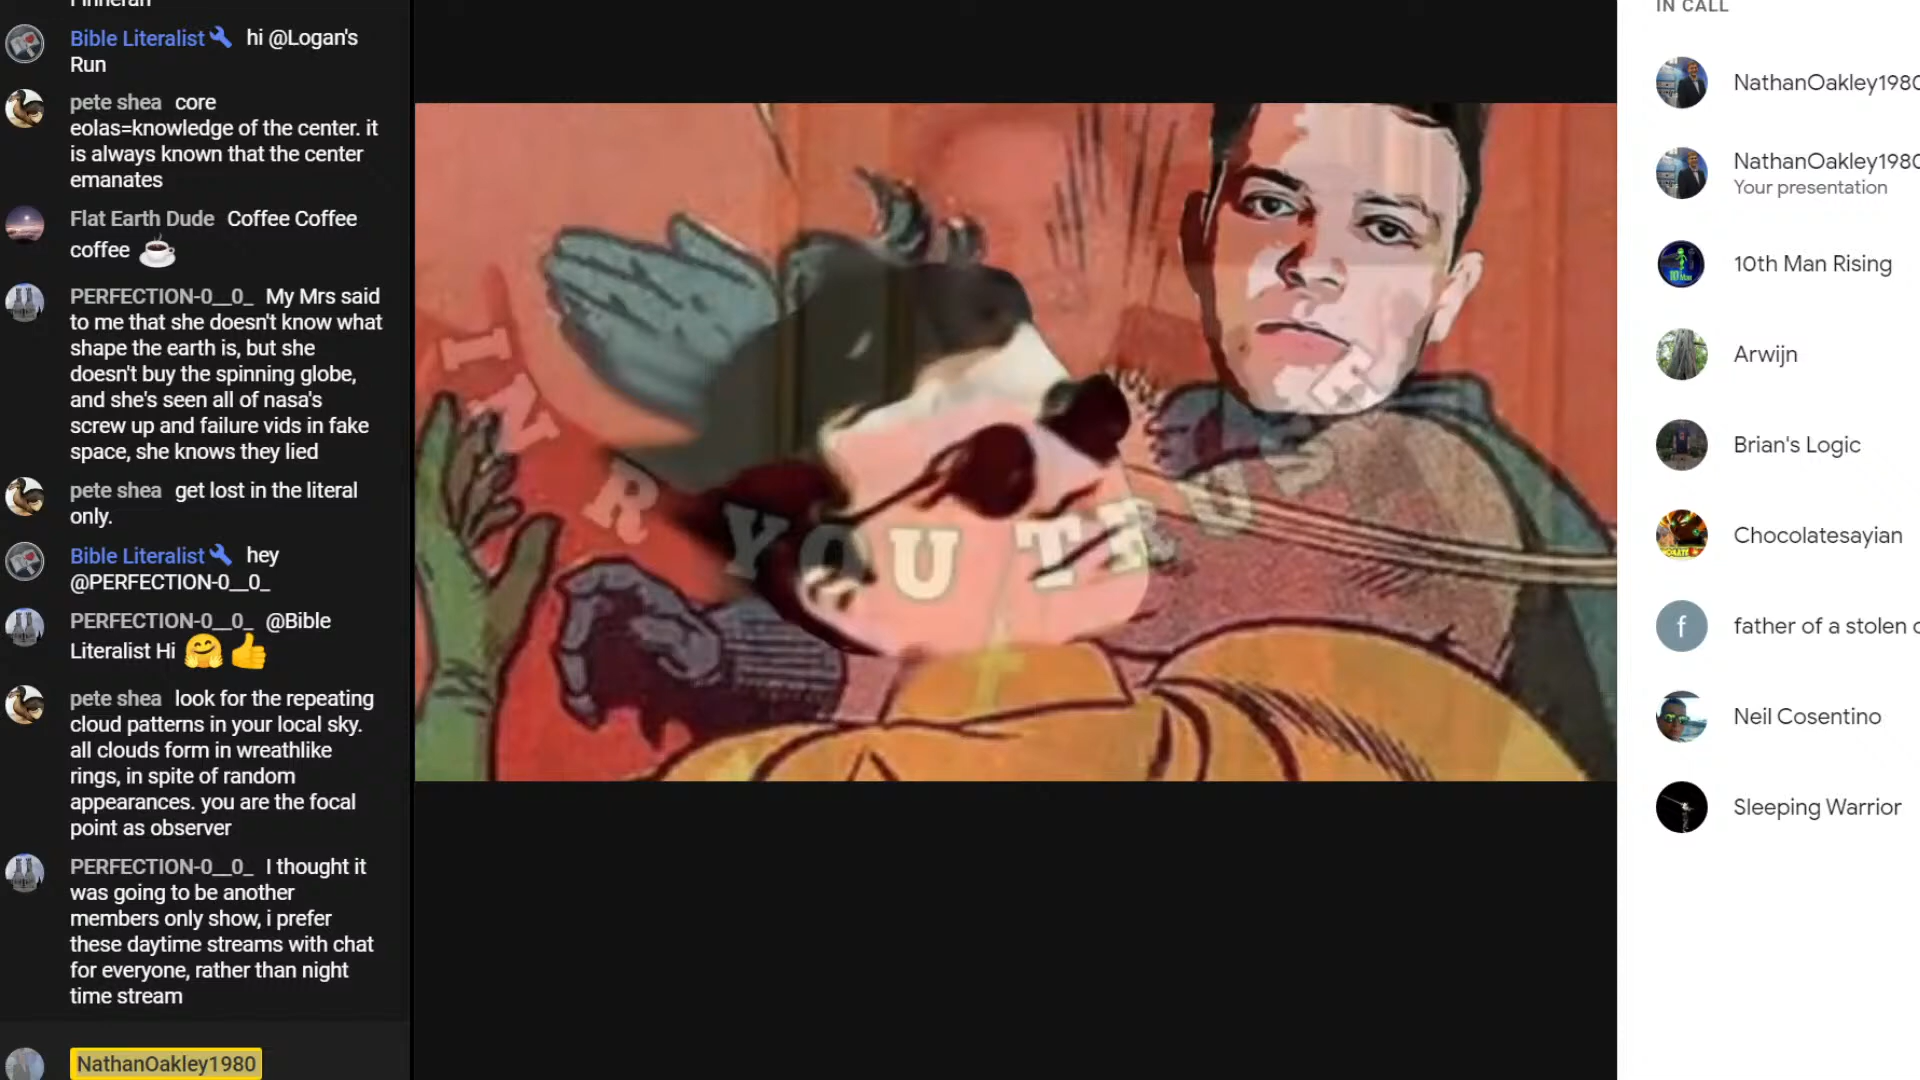 Bible Literalist hi @Logan's
Run
pete shea core
eolas=knowledge of the center. it
is always known that the center
emanates
Flat Earth Dude Coffee Coffee
coffee
PERFECTION-0__0_ My Mrs said
to me that she doesn't know what
shape the earth is, but she
doesn't buy the spinning globe,
and she's seen all of nasa's
screw up and failure vids in fake
space, she knows they lied
pete shea get lost in the literal
only.
Bible Literalist hey
@PERFECTION-0__0_
PERFECTION-0__0_ @Bible
Literalist Hi
pete shea look for the repeating
cloud patterns in your local sky.
all clouds form in wreathlike
rings, in spite of random
appearances. you are the focal
point as observer
PERFECTION-0__0_ I thought it
was going to be another
members only show, i prefer
these daytime streams with chat
for everyone, rather than night
time stream
NathanOakley1980
YOU TRUS
IN CALL
NathanOakley1980
NathanOakley1980
Your presentation
10th Man Rising
Arwijn
Brian's Logic
Chocolatesayian
f
father of a stolen
Neil Cosentino
Sleeping Warrior